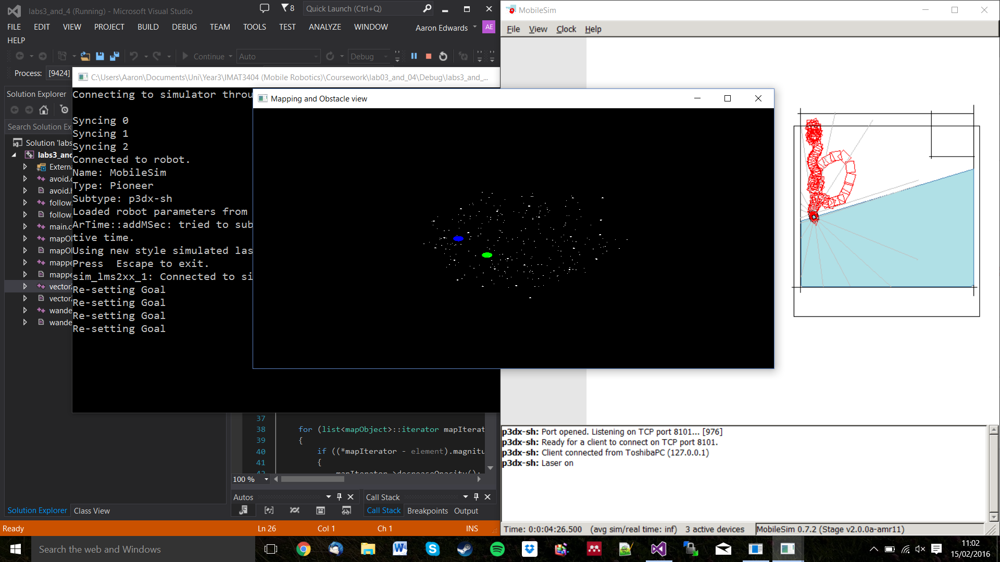 labs3_and_4 (Running) - Microsoft Visual Studio
8
Quick Launch (Ctrl+Q)
FILE EDIT VIEW PROJECT BUILD DEBUG TEAM TOOLS TEST ANALYZE WINDOW
Aaron Edwards AE
HELP
Continue Auto Debug
Process: [9424]
C:\Users\Aaron\Documents\Uni\Year3\IMAT3404 (Mobile Robotics)\Coursework\lab03_and_04\Debug\labs3_and_...
Solution Explorer
Search Solution Ex
Solution 'labs
labs3_and
Externa
avoid.c
avoid.h
follow.
follow.
main.c
mapOb
mapOb
mappe
mappe
vector2
vector2
wande
wande
Connecting to simulator throu
Syncing 0
Syncing 1
Syncing 2
Connected to robot.
Name: MobileSim
Type: Pioneer
Subtype: p3dx-sh
Loaded robot parameters from
ArTime::addMSec: tried to sub
tive time.
Using new style simulated las
Press  Escape to exit.
sim_lms2xx_1: Connected to si
Re-setting Goal
Re-setting Goal
Re-setting Goal
Re-setting Goal
Mapping and Obstacle view
37
38 for (list<mapObject>::iterator mapIterat
39 {
40 if ((*mapIterator - element).magnitu
41 {
42 mapIterator->decreaseOpacity();
100 %
Autos
Call Stack
Solution Explorer Class View
Call Stack Breakpoints Output
Ready Ln 26 Col 1 Ch 1 INS
MobileSim
File View Clock Help
p3dx-sh: Port opened. Listening on TCP port 8101... [976]
p3dx-sh: Ready for a client to connect on TCP port 8101.
p3dx-sh: Client connected from ToshibaPC (127.0.0.1)
p3dx-sh: Laser on
Time: 0:0:04:26.500 (avg sim/real time: inf) 3 active devices
MobileSim 0.7.2 (Stage v2.0.0a-amr11)
Search the web and Windows
11:02
15/02/2016